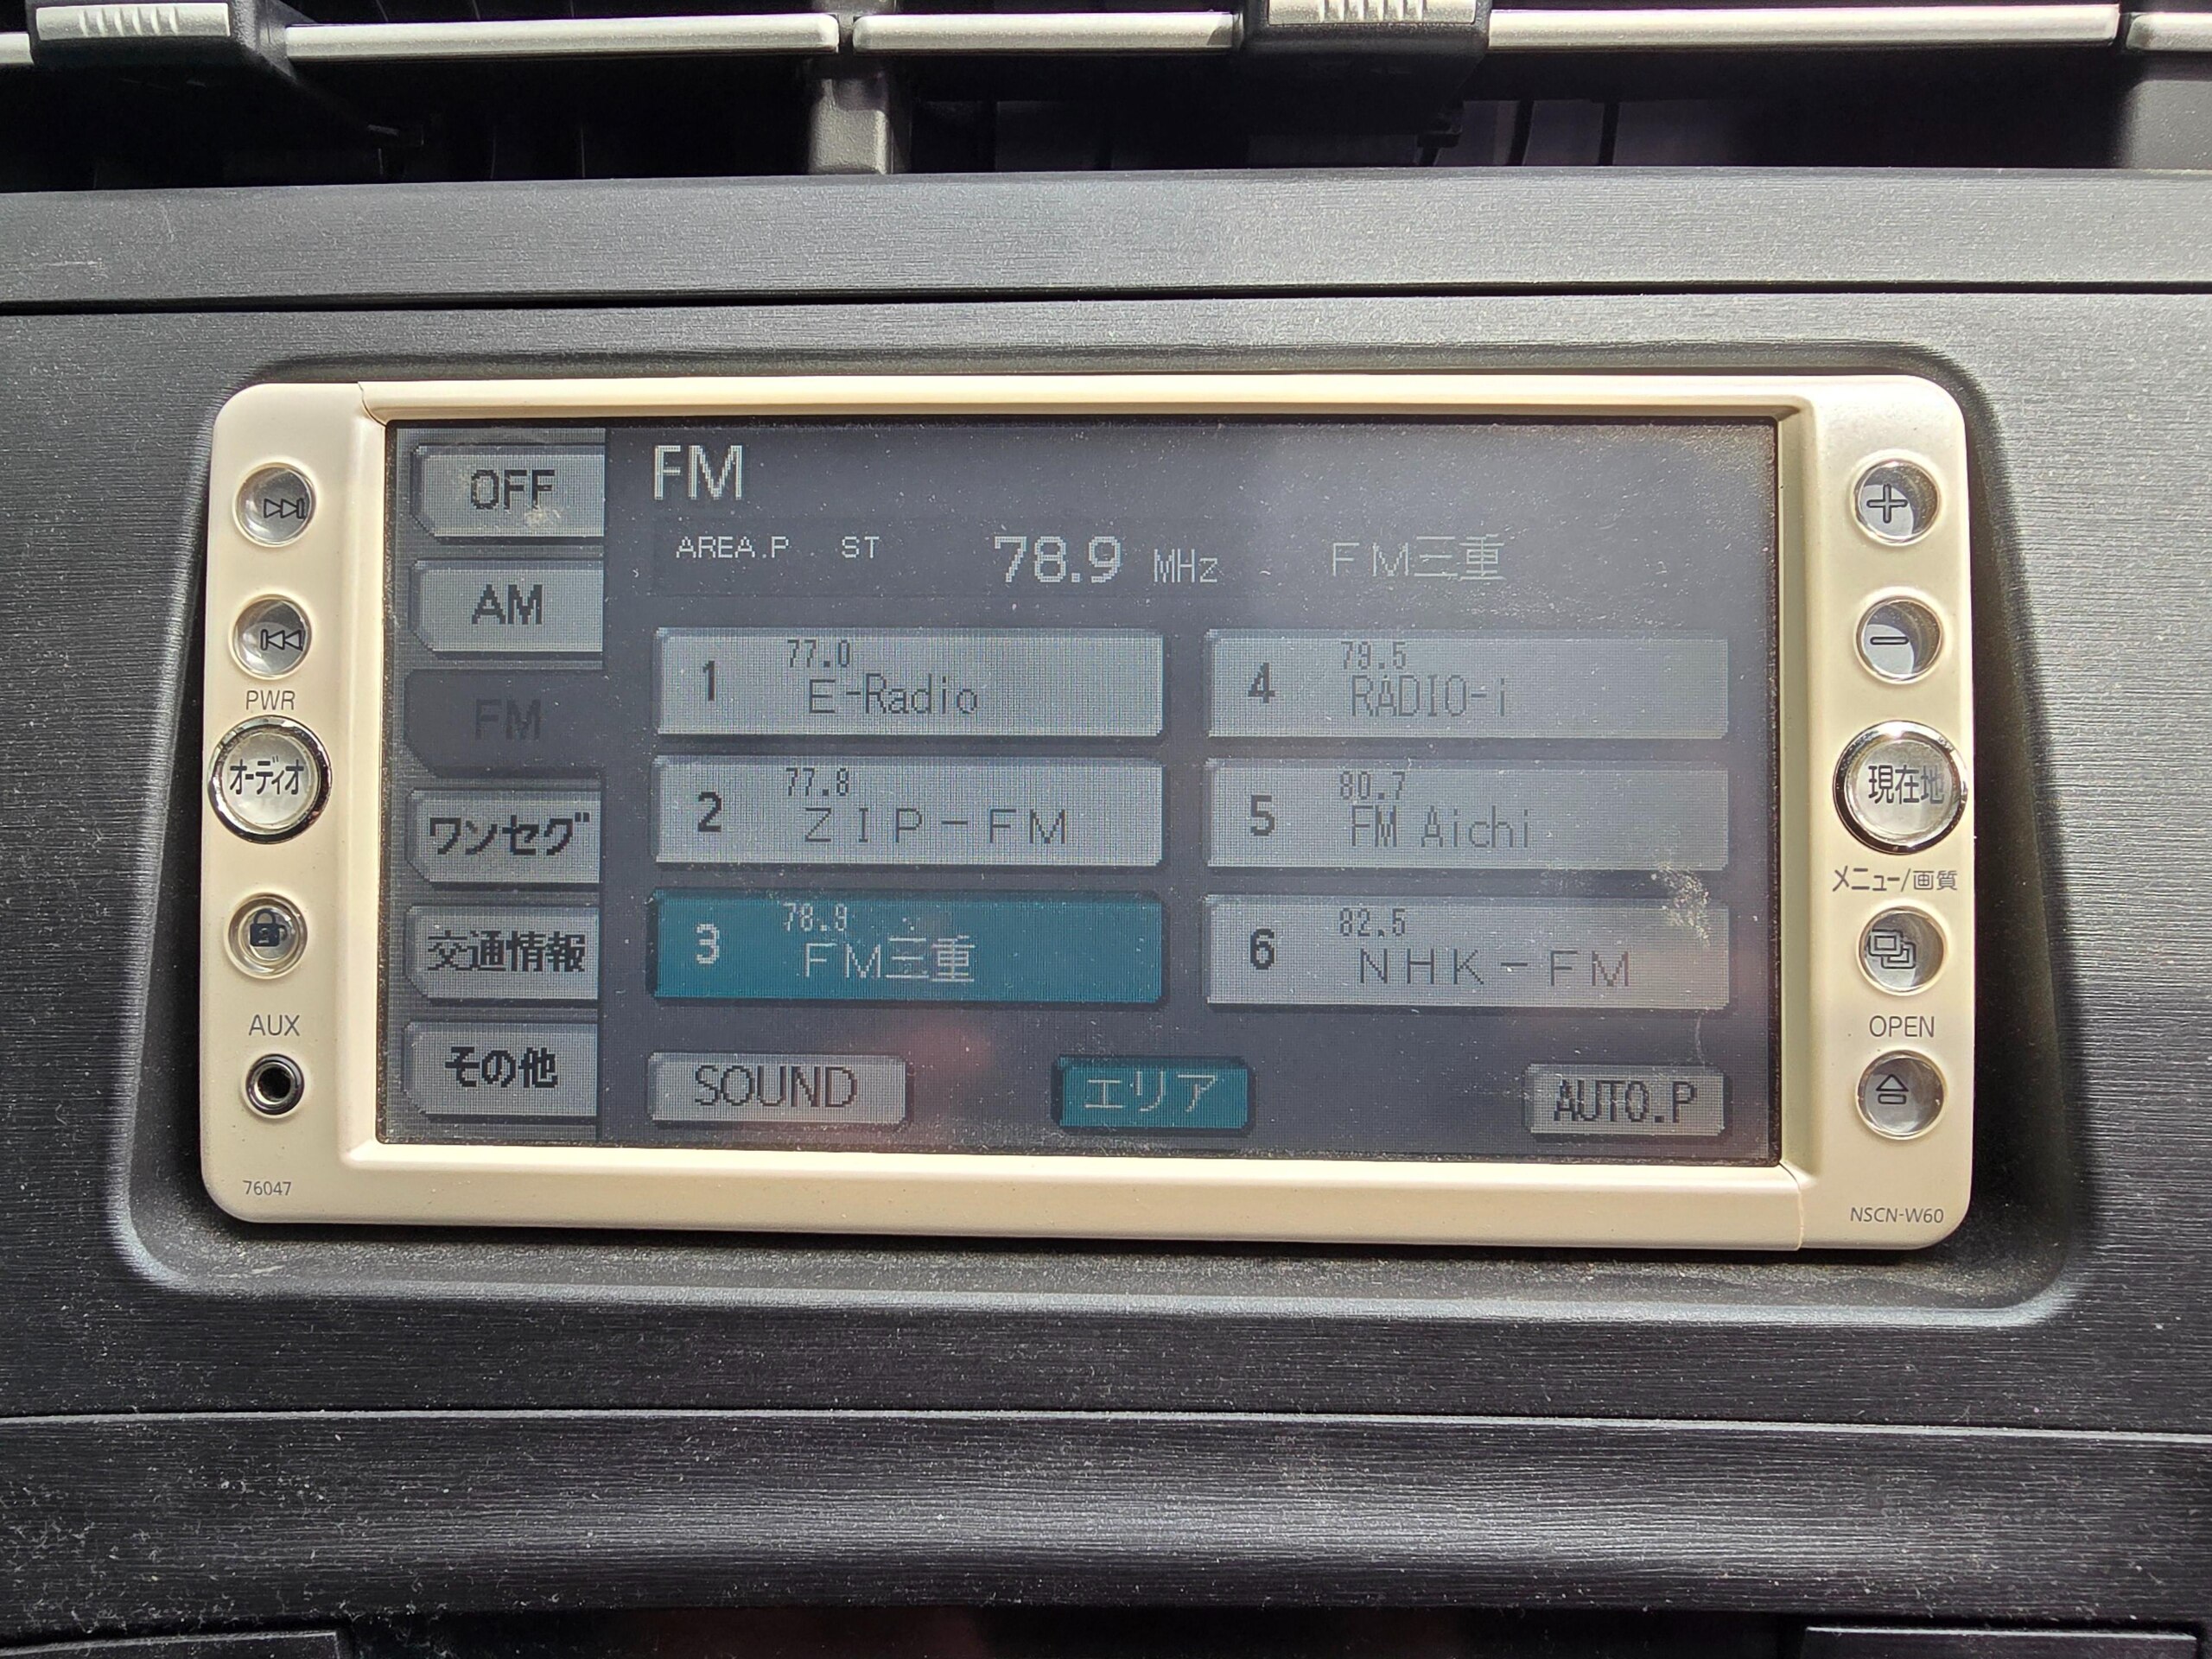 OFF
AM
FM
ワンセグ
交通情報
その他
FM
AREA.P ST 78.9 MHz FM三重
1 77.0 E-Radio
2 77.8 ZIP-FM
3 78.9 FM三重
4 79.5 RADIO-i
5 80.7 FM Aichi
6 82.5 NHK-FM
SOUND エリア AUTO.P
PWR
オーディオ
AUX
76047
現在地
メニュー/画質
OPEN
NSCN-W60